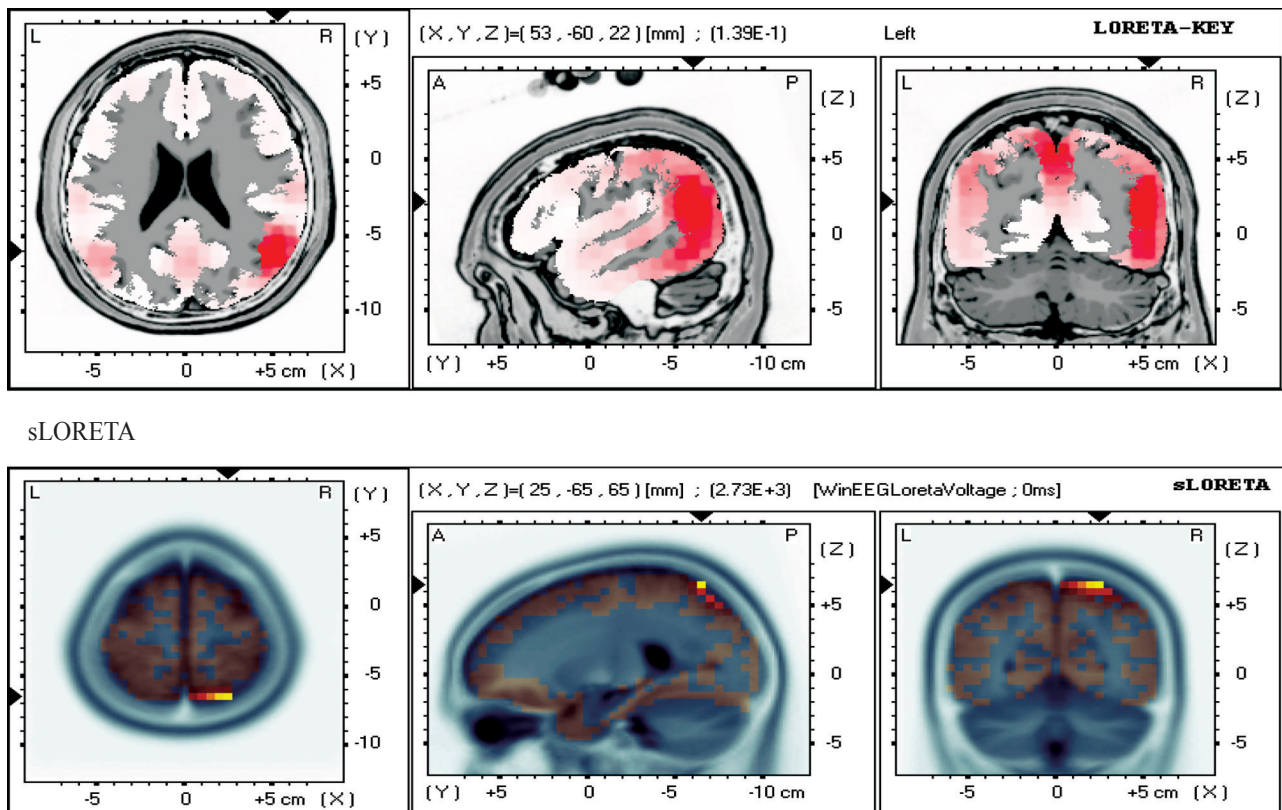 L R (Y)
+5
0
-5
-10
-5 0 +5 cm (X)
(X,Y,Z)=(53,-60,22)[mm] ; (1.39E-1) Left LORETA-KEY
A P (Z)
+5
0
-5
(Y) +5 0 -5 -10 cm
L R (Z)
+5
0
-5
-5 0 +5 cm (X)
sLORETA
L R (Y)
0
-5
-10
-5 0 +5 cm (X)
(X,Y,Z)=(25,-65,65)[mm] ; (2.73E+3) [WinEEGLoretaVoltage ; 0ms] sLORETA
A P (Z)
+5
0
-5
(Y) +5 0 -5 -10 cm
L R (Z)
+5
0
-5
-5 0 +5 cm (X)